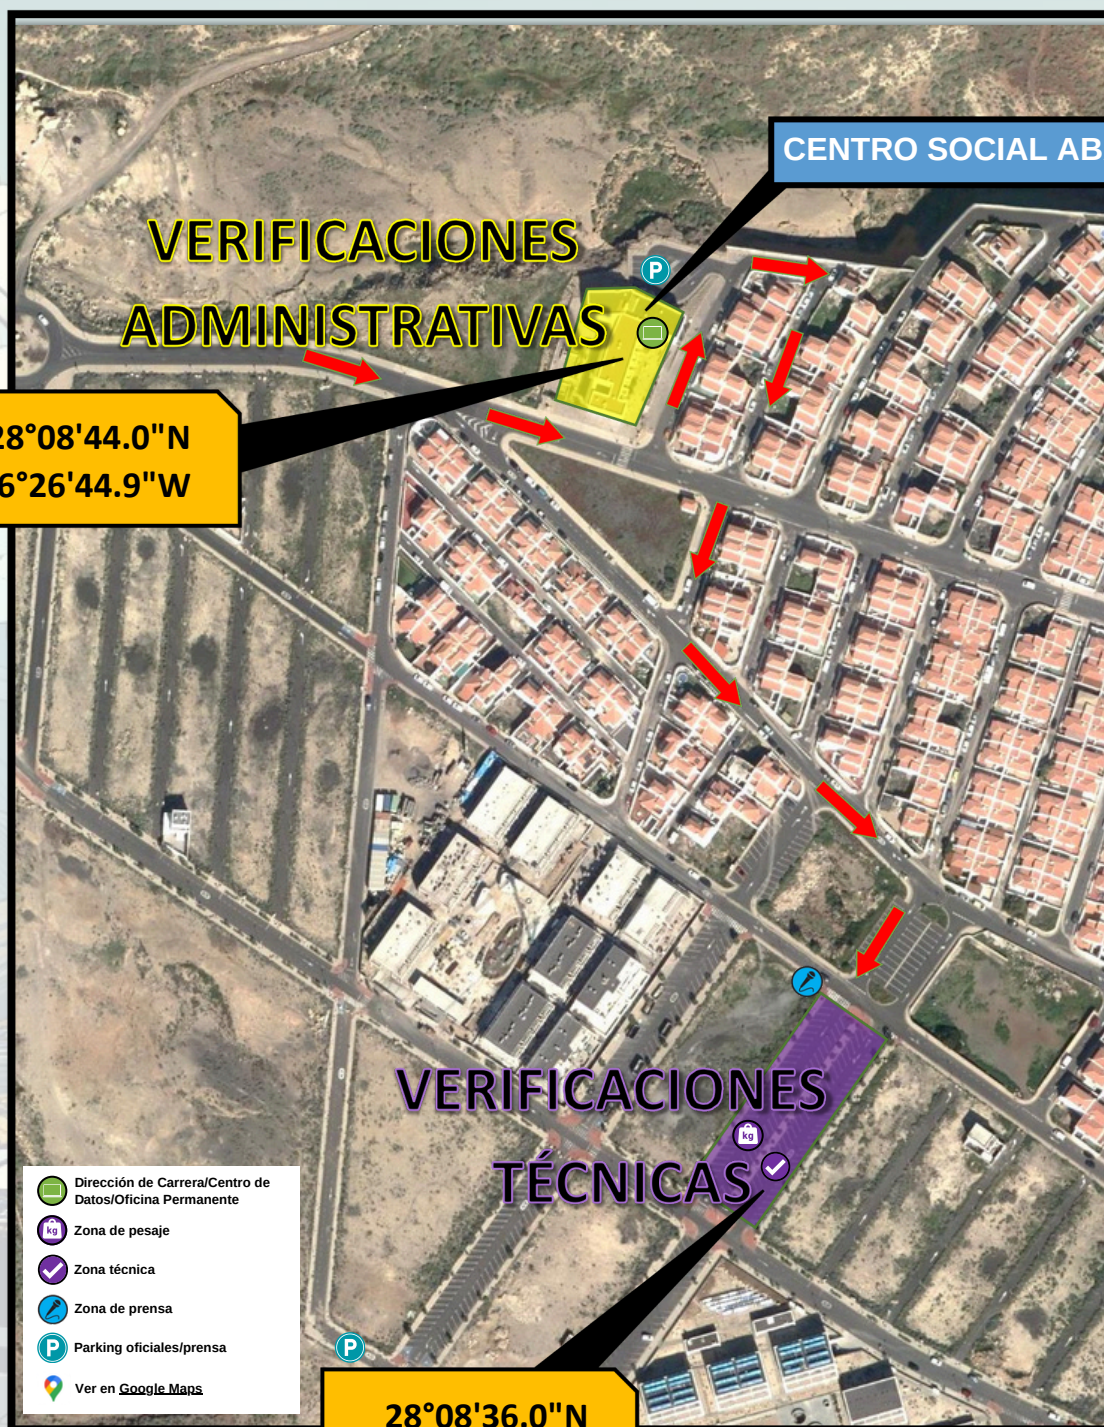 CENTRO SOCIAL AB
VERIFICACIONES
ADMINISTRATIVAS
P
28°08'44.0"N
6°26'44.9"W
VERIFICACIONES
kg
TÉCNICAS
Dirección de Carrera/Centro de
Datos/Oficina Permanente
kg
Zona de pesaje
Zona técnica
Zona de prensa
P
Parking oficiales/prensa
Ver en Google Maps
P
28°08'36.0"N